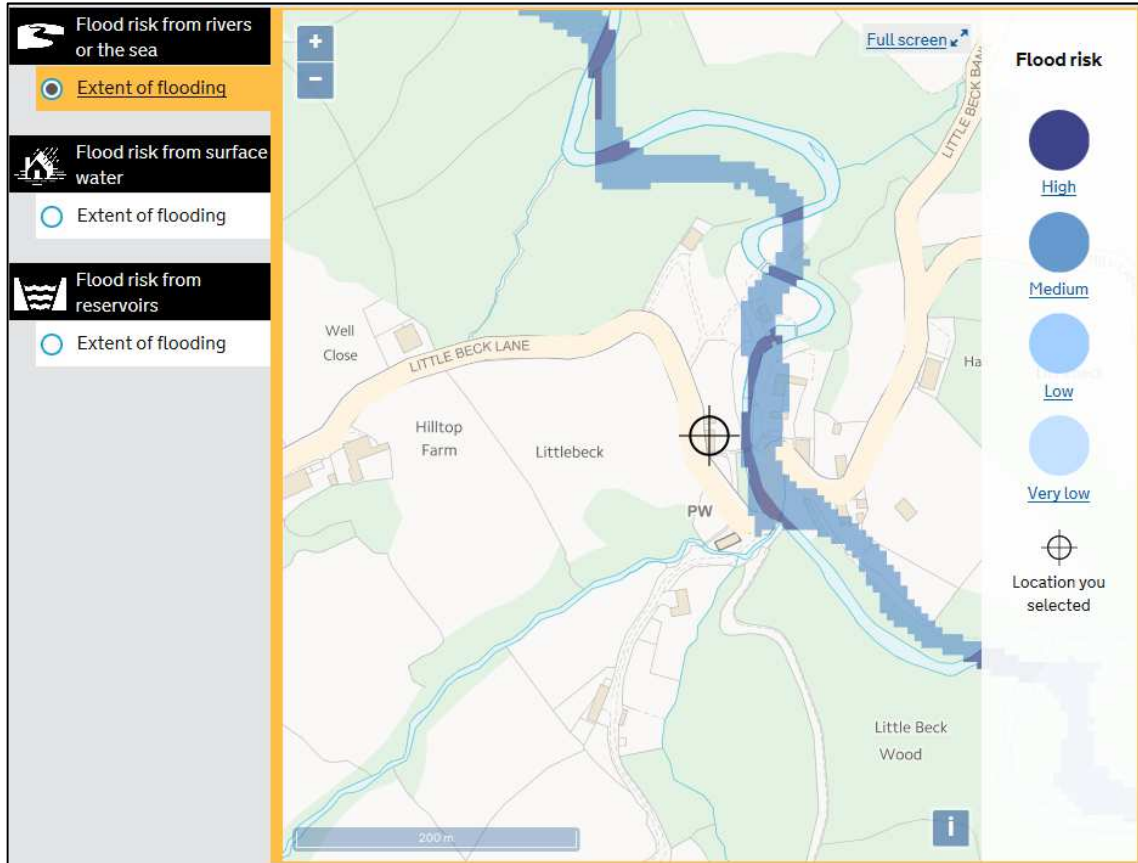 Flood risk from rivers
or the sea
Extent of flooding
Flood risk from surface
water
Extent of flooding
Flood risk from
reservoirs
Extent of flooding
+
−
Full screen
LITTLE BECK BANK
Well
Close
LITTLE BECK LANE
Ha
Hilltop
Farm
Littlebeck
PW
Little Beck
Wood
200 m
i
Flood risk
High
Medium
Low
Very low
Location you
selected